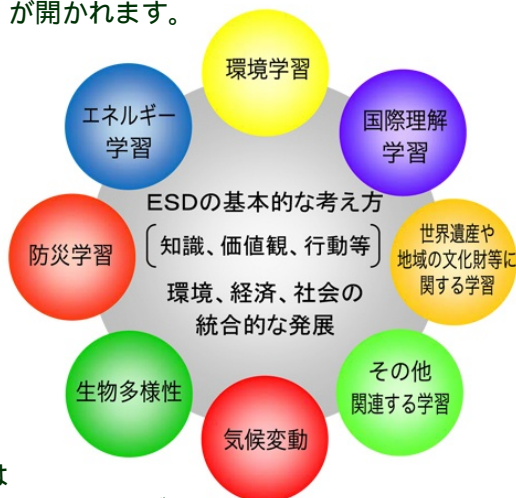 が開かれます。
環境学習
エネルギー
学習
国際理解
学習
ESDの基本的な考え方
知識、価値観、行動等
環境、経済、社会の
統合的な発展
防災学習
世界遺産や
地域の文化財等に
関する学習
生物多様性
その他
関連する学習
気候変動
は